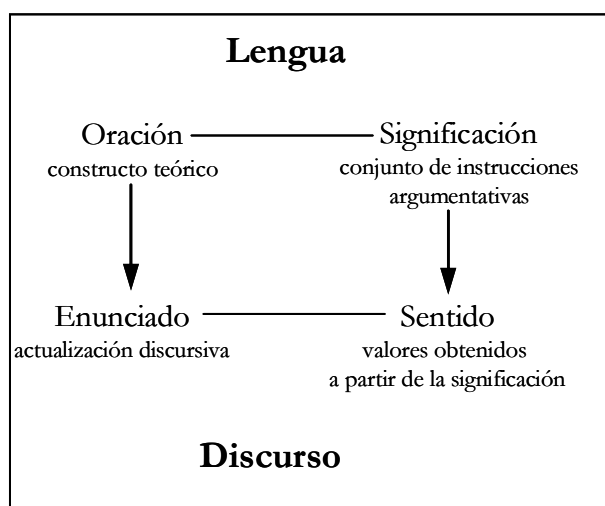 Lengua
Oración Significación
constructo teórico conjunto de instrucciones
argumentativas
Enunciado Sentido
actualización discursiva valores obtenidos
a partir de la significación
Discurso